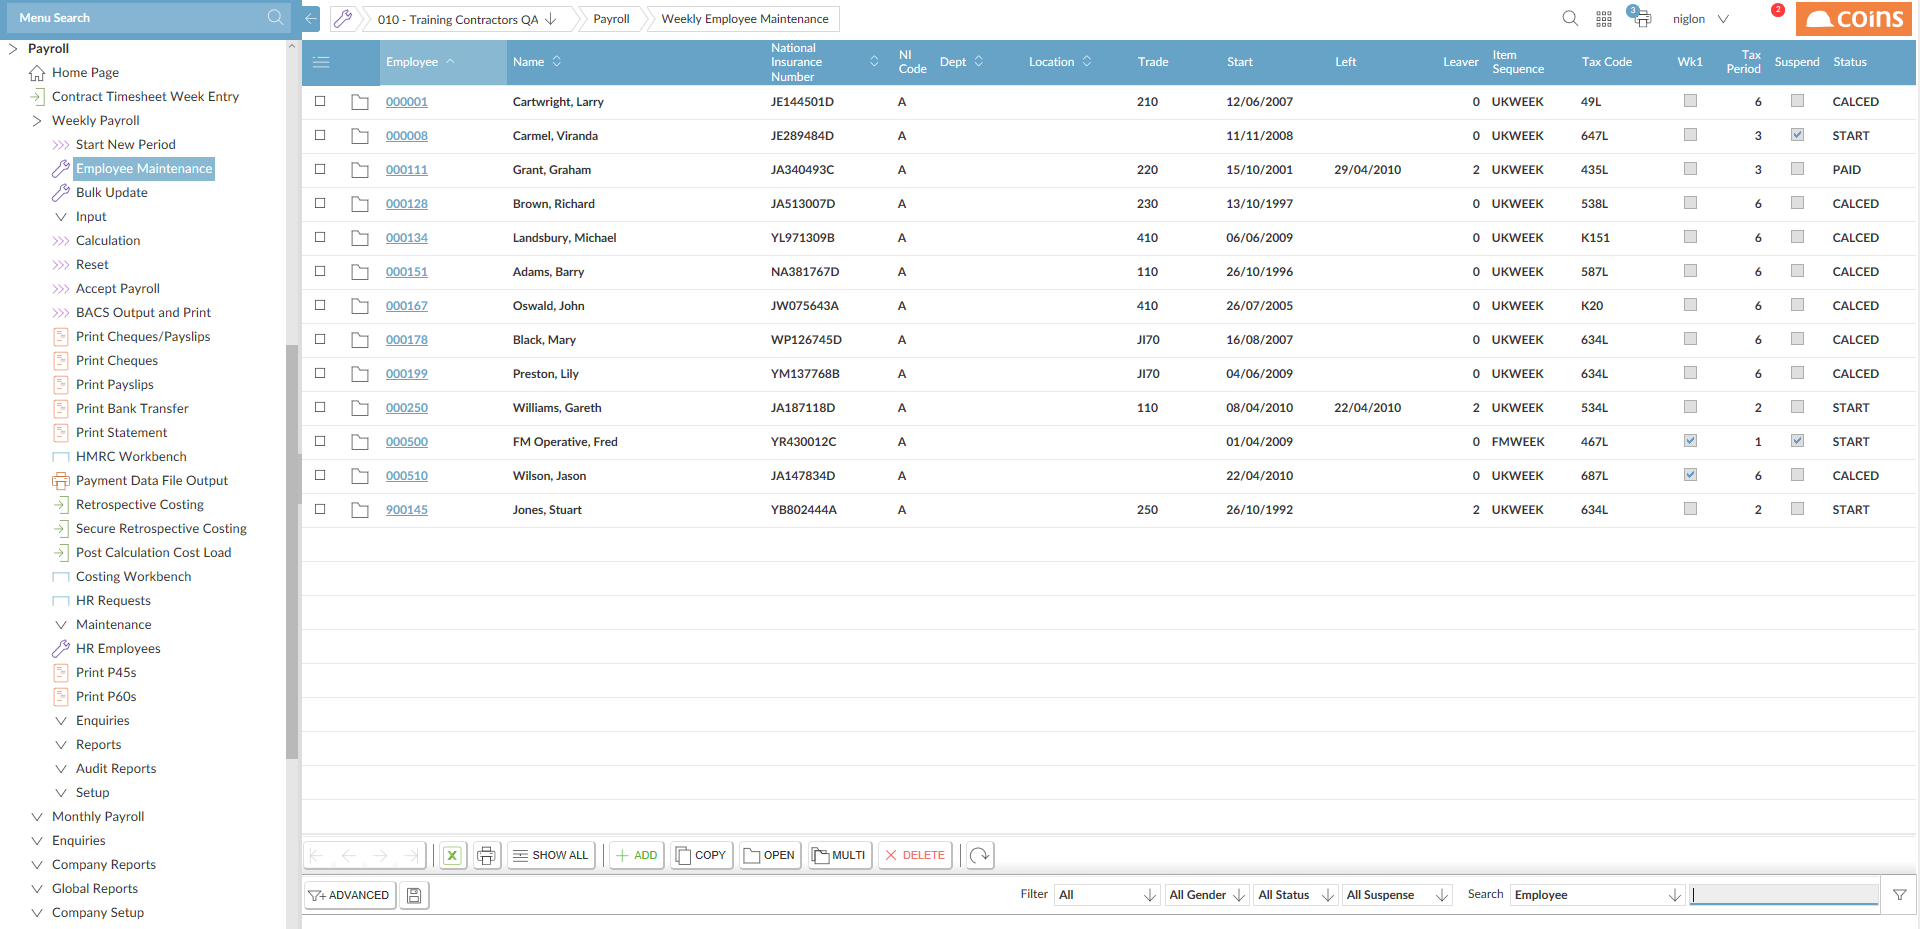 Menu Search
010 - Training Contractors QA
Payroll
Weekly Employee Maintenance
3
niglon
2
coins
Payroll
Home Page
Contract Timesheet Week Entry
Weekly Payroll
Start New Period
Employee Maintenance
Bulk Update
Input
Calculation
Reset
Accept Payroll
BACS Output and Print
Print Cheques/Payslips
Print Cheques
Print Payslips
Print Bank Transfer
Print Statement
HMRC Workbench
Payment Data File Output
Retrospective Costing
Secure Retrospective Costing
Post Calculation Cost Load
Costing Workbench
HR Requests
Maintenance
HR Employees
Print P45s
Print P60s
Enquiries
Reports
Audit Reports
Setup
Monthly Payroll
Enquiries
Company Reports
Global Reports
Company Setup
Employee Name National Insurance Number NI Code Dept Location Trade Start Left Leaver Item Sequence Tax Code Wk1 Tax Period Suspend Status
000001 Cartwright, Larry JE144501D A 210 12/06/2007 0 UKWEEK 49L 6 CALCED
000008 Carmel, Viranda JE289484D A 11/11/2008 0 UKWEEK 647L 3 START
000111 Grant, Graham JA340493C A 220 15/10/2001 29/04/2010 2 UKWEEK 435L 3 PAID
000128 Brown, Richard JA513007D A 230 13/10/1997 0 UKWEEK 538L 6 CALCED
000134 Landsbury, Michael YL971309B A 410 06/06/2009 0 UKWEEK K151 6 CALCED
000151 Adams, Barry NA381767D A 110 26/10/1996 0 UKWEEK 587L 6 CALCED
000167 Oswald, John JW075643A A 410 26/07/2005 0 UKWEEK K20 6 CALCED
000178 Black, Mary WP126745D A JI70 16/08/2007 0 UKWEEK 634L 6 CALCED
000199 Preston, Lily YM137768B A JI70 04/06/2009 0 UKWEEK 634L 6 CALCED
000250 Williams, Gareth JA187118D A 110 08/04/2010 22/04/2010 2 UKWEEK 534L 2 START
000500 FM Operative, Fred YR430012C A 01/04/2009 0 FMWEEK 467L 1 START
000510 Wilson, Jason JA147834D A 22/04/2010 0 UKWEEK 687L 6 CALCED
900145 Jones, Stuart YB802444A A 250 26/10/1992 2 UKWEEK 634L 2 START
SHOW ALL ADD COPY OPEN MULTI DELETE
ADVANCED Filter All All Gender All Status All Suspense Search Employee